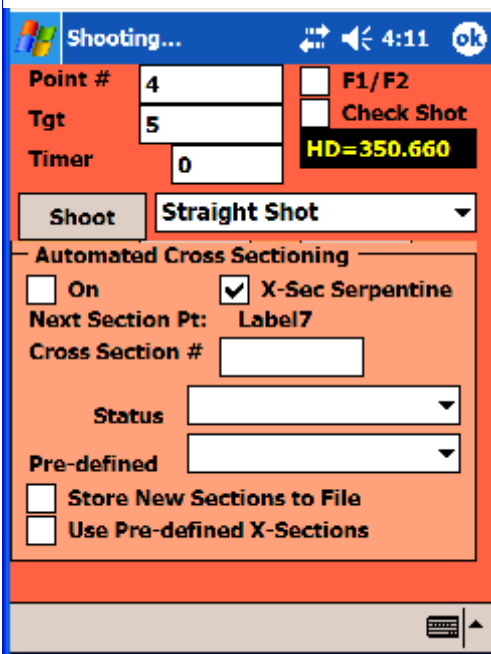 Shooting... 4:11 ok
Point # 4 F1/F2
Tgt 5 Check Shot
Timer 0 HD=350.660
Shoot Straight Shot
Automated Cross Sectioning
On X-Sec Serpentine
Next Section Pt: Label7
Cross Section #
Status
Pre-defined
Store New Sections to File
Use Pre-defined X-Sections